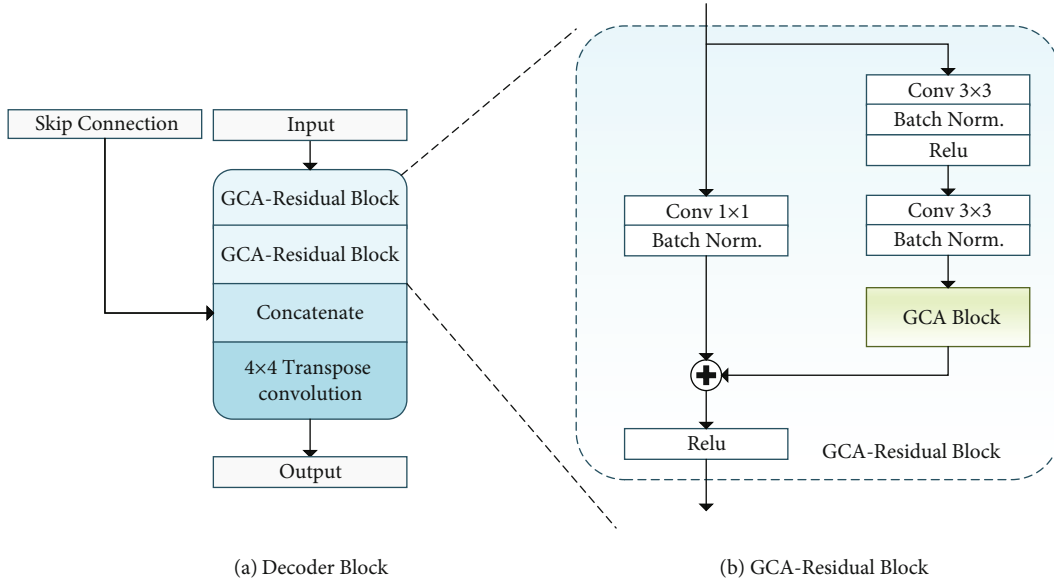 Skip Connection
Input
GCA-Residual Block
GCA-Residual Block
Concatenate
4×4 Transpose
convolution
Output
(a) Decoder Block
Conv 3×3
Batch Norm.
Relu
Conv 3×3
Batch Norm.
GCA Block
Conv 1×1
Batch Norm.
Relu
GCA-Residual Block
(b) GCA-Residual Block